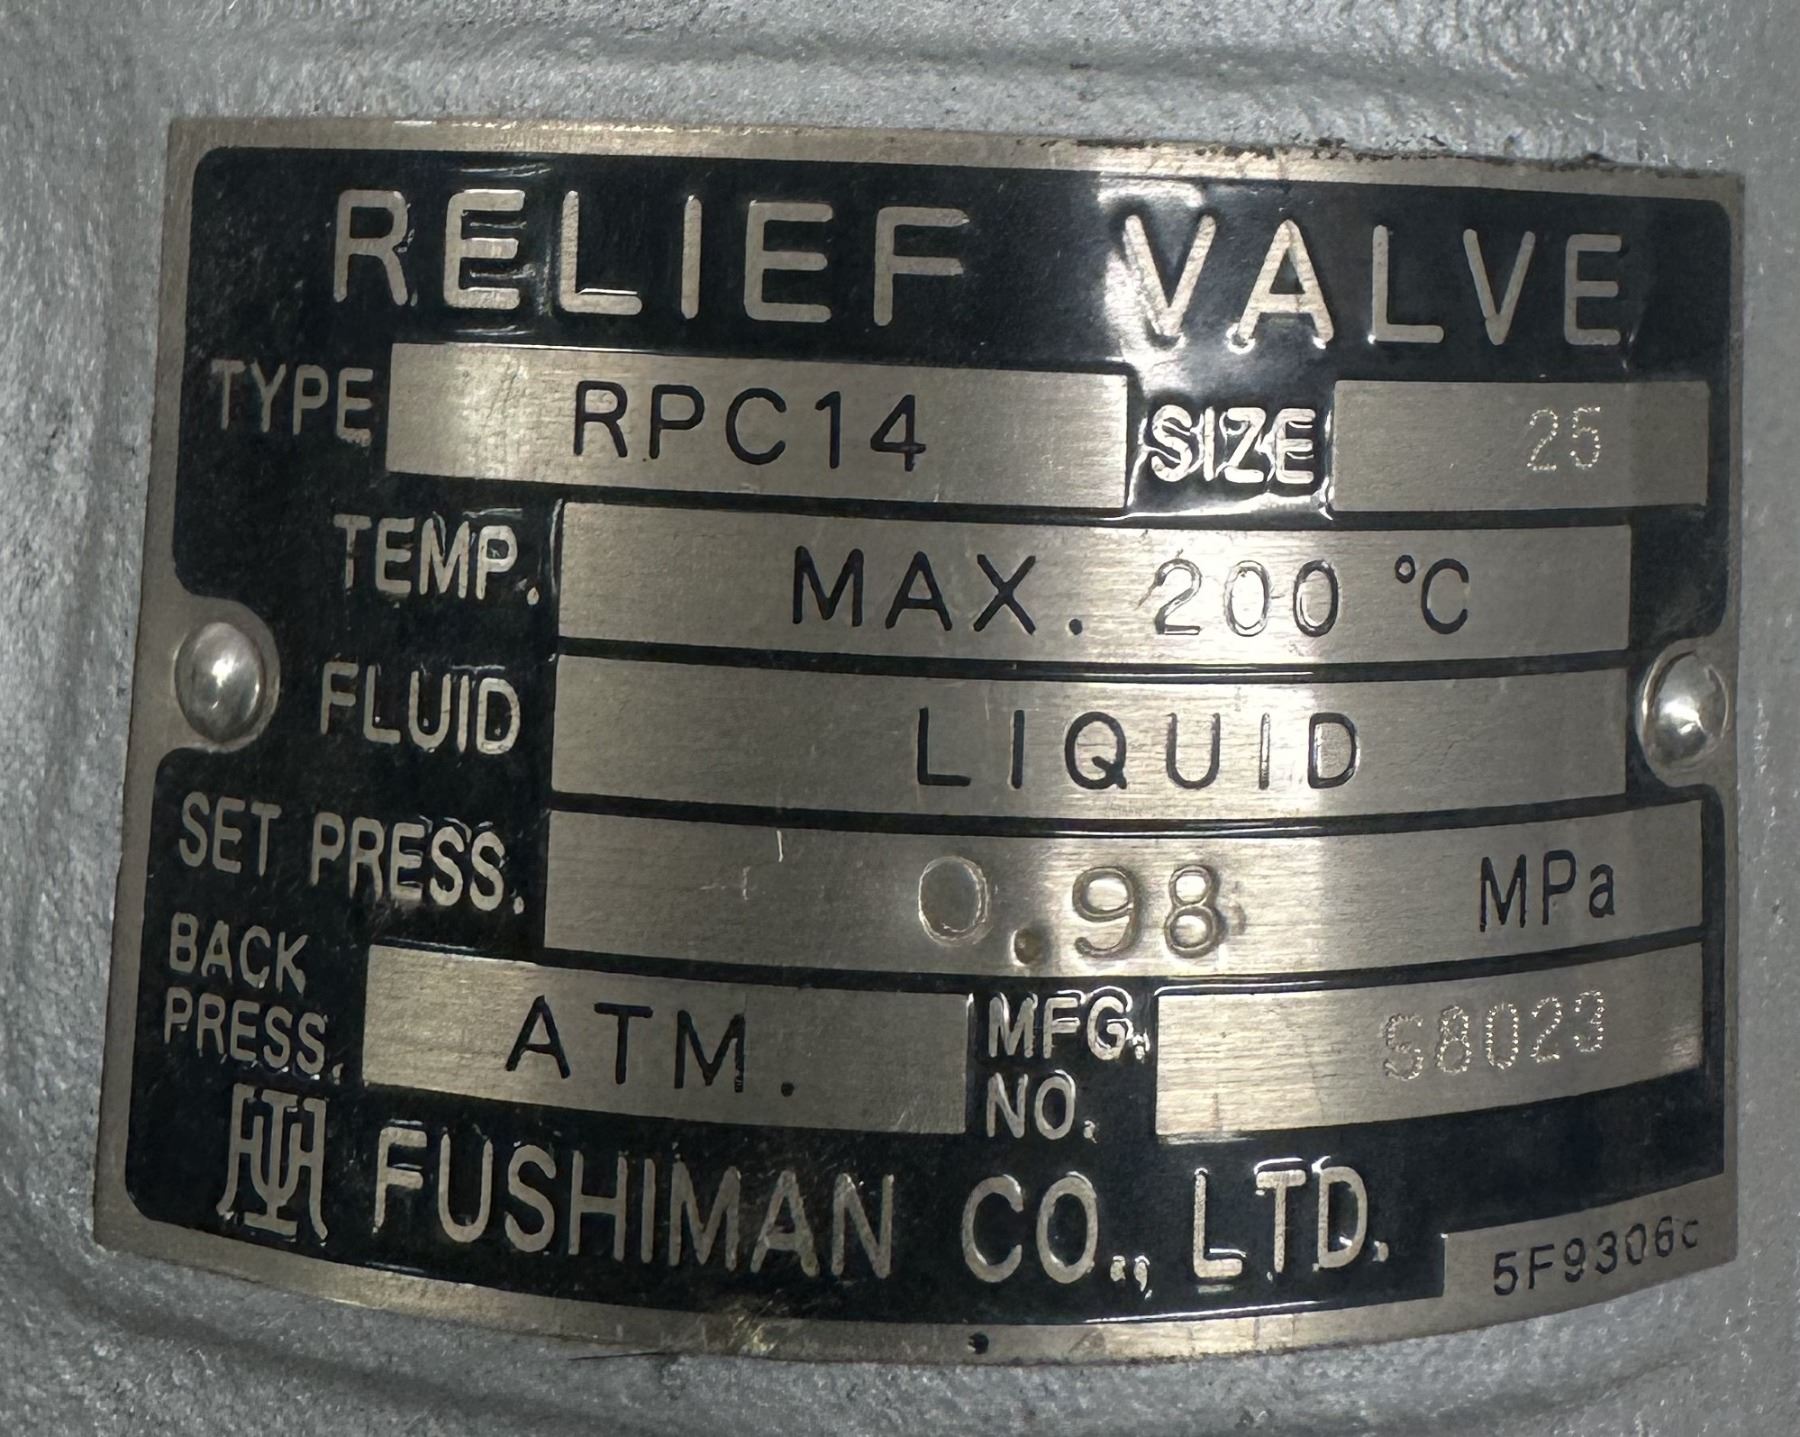 RELIEF VALVE
TYPE RPC14 SIZE 25
TEMP. MAX. 200 °C
FLUID LIQUID
SET PRESS. 0.98 MPa
BACK PRESS. ATM. MFG. NO. S8023
FUSHIMAN CO., LTD.
5F9306c